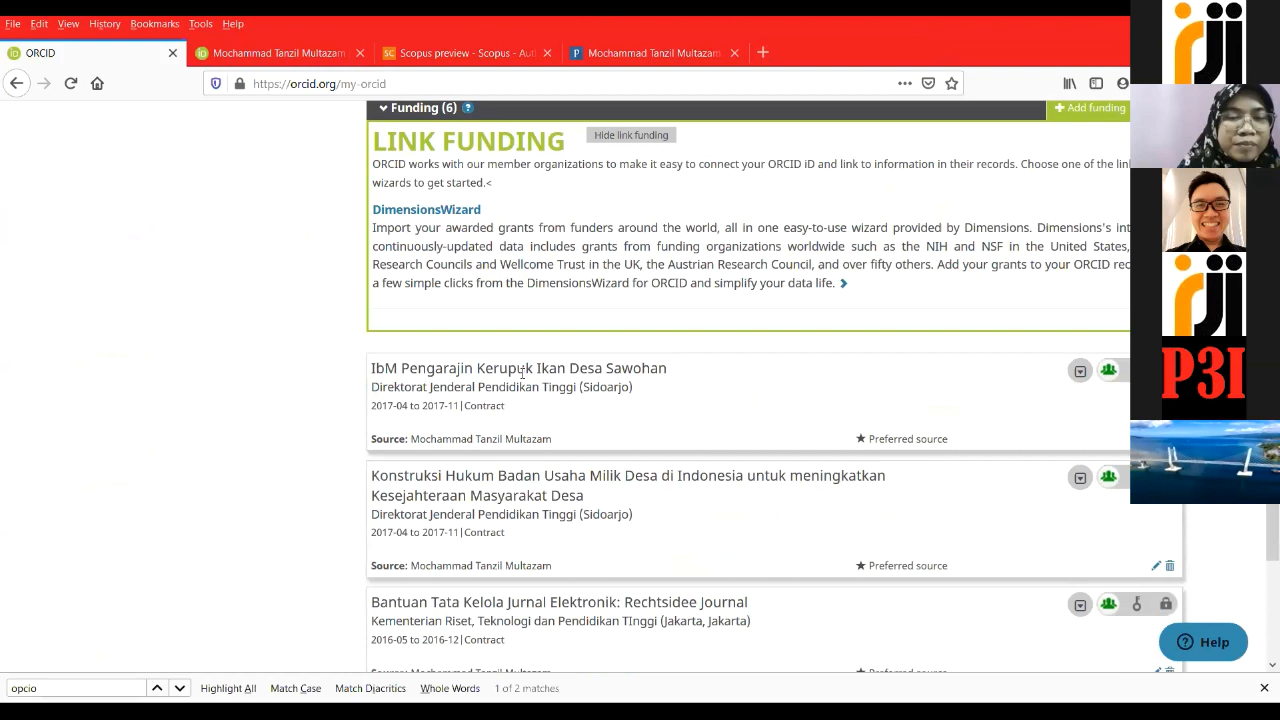 File Edit View History Bookmarks Tools Help
ORCID
Mochammad Tanzil Multazam
Scopus preview - Scopus - Aut
Mochammad Tanzil Multazam
https://orcid.org/my-orcid
Funding (6)
Add funding
LINK FUNDING
Hide link funding
ORCID works with our member organizations to make it easy to connect your ORCID iD and link to information in their records. Choose one of the link
wizards to get started.<
DimensionsWizard
Import your awarded grants from funders around the world, all in one easy-to-use wizard provided by Dimensions. Dimensions's int
continuously-updated data includes grants from funding organizations worldwide such as the NIH and NSF in the United States,
Research Councils and Wellcome Trust in the UK, the Austrian Research Council, and over fifty others. Add your grants to your ORCID rec
a few simple clicks from the DimensionsWizard for ORCID and simplify your data life.
IbM Pengarajin Kerupuk Ikan Desa Sawohan
Direktorat Jenderal Pendidikan Tinggi (Sidoarjo)
2017-04 to 2017-11|Contract
Source: Mochammad Tanzil Multazam
Preferred source
Konstruksi Hukum Badan Usaha Milik Desa di Indonesia untuk meningkatkan
Kesejahteraan Masyarakat Desa
Direktorat Jenderal Pendidikan Tinggi (Sidoarjo)
2017-04 to 2017-11|Contract
Source: Mochammad Tanzil Multazam
Preferred source
Bantuan Tata Kelola Jurnal Elektronik: Rechtsidee Journal
Kementerian Riset, Teknologi dan Pendidikan TInggi (Jakarta, Jakarta)
2016-05 to 2016-12|Contract
Source: Mochammad Tanzil Multazam
Preferred source
Help
opcio
Highlight All Match Case Match Diacritics Whole Words 1 of 2 matches
rji
rji
P3I